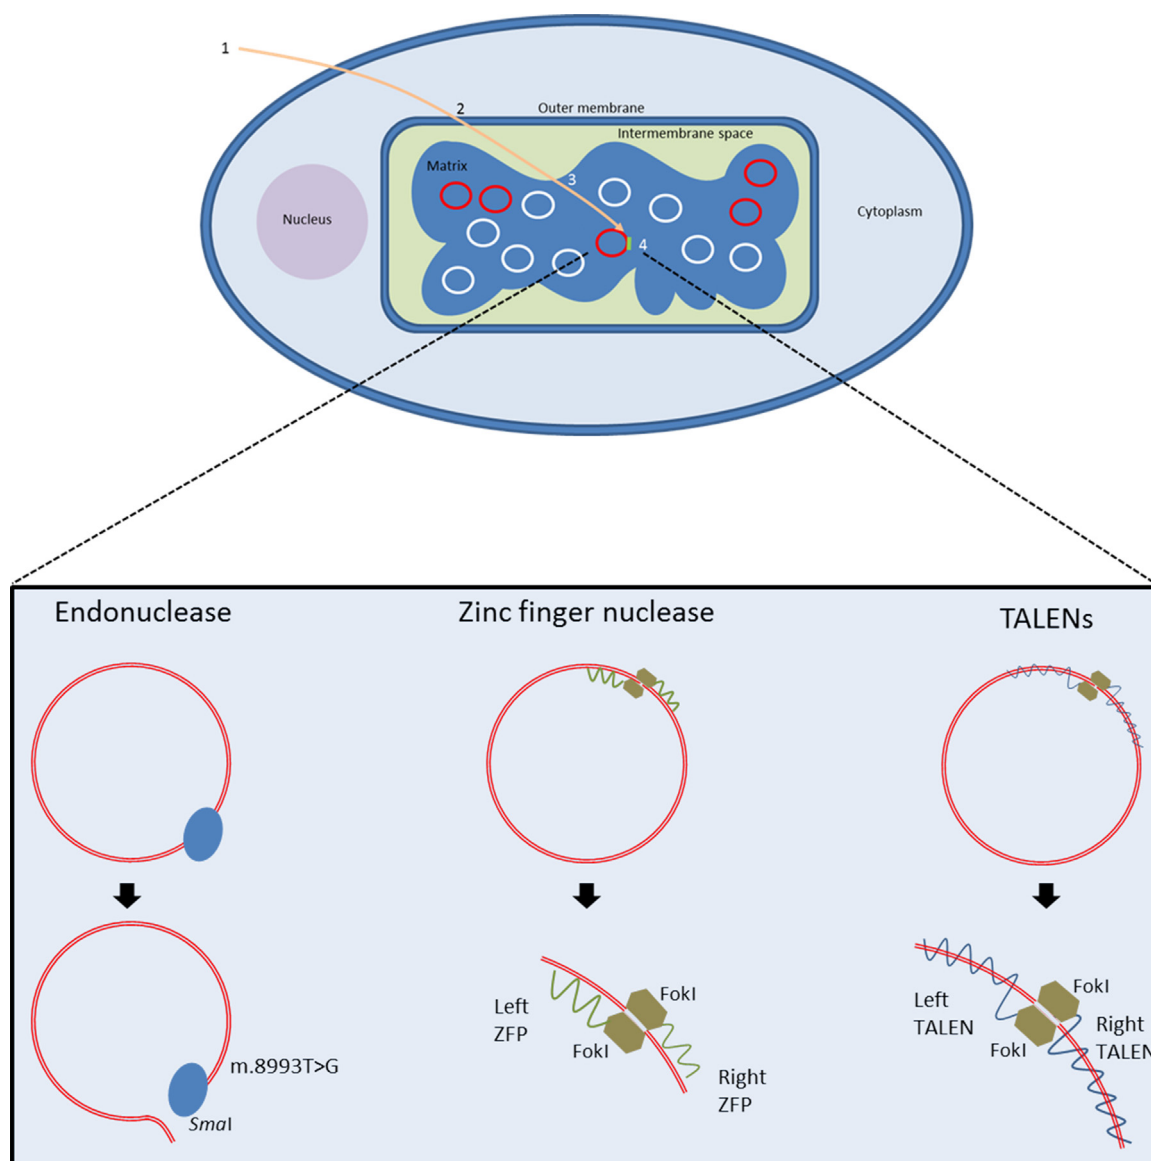 1
2
Outer membrane
Intermembrane space
Matrix
3
Nucleus
Cytoplasm
4
Endonuclease
Zinc finger nuclease
TALENs
m.8993T>G
SmaI
Left
ZFP
FokI
FokI
Right
ZFP
Left
TALEN
FokI
FokI
Right
TALEN